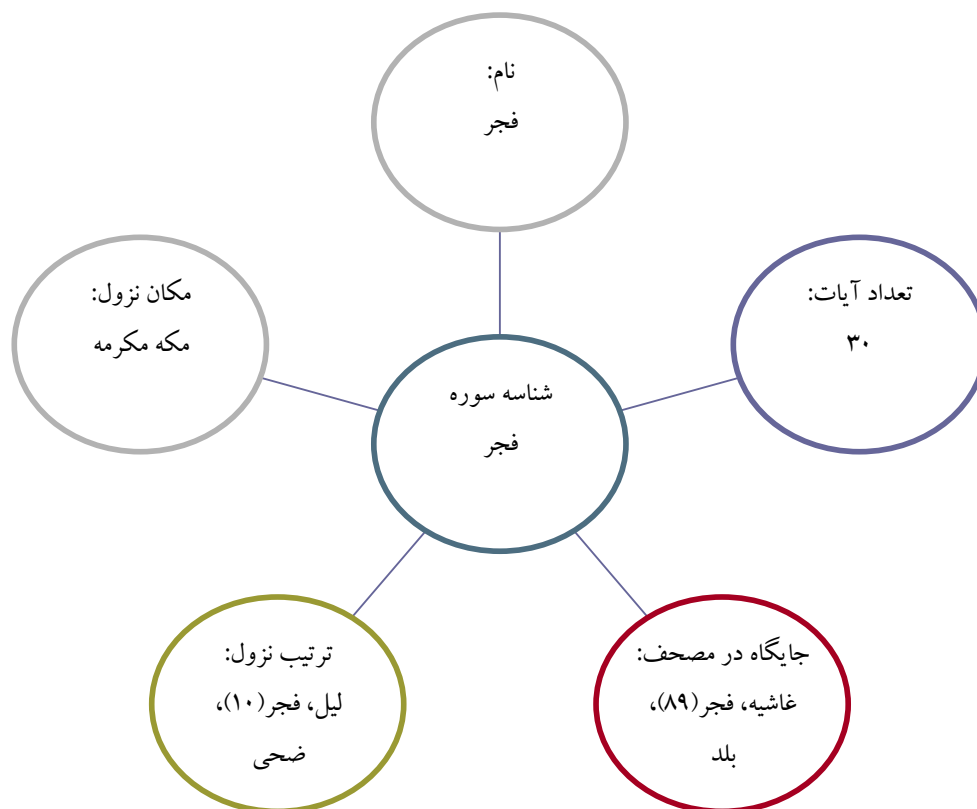 نام:
فجر
تعداد آیات:
۳۰
مکان نزول:
مکه مکرمه
شناسه سوره
فجر
جایگاه در مصحف:
غاشیه، فجر(۸۹)،
بلد
ترتیب نزول:
لیل، فجر(۱۰)،
ضحی